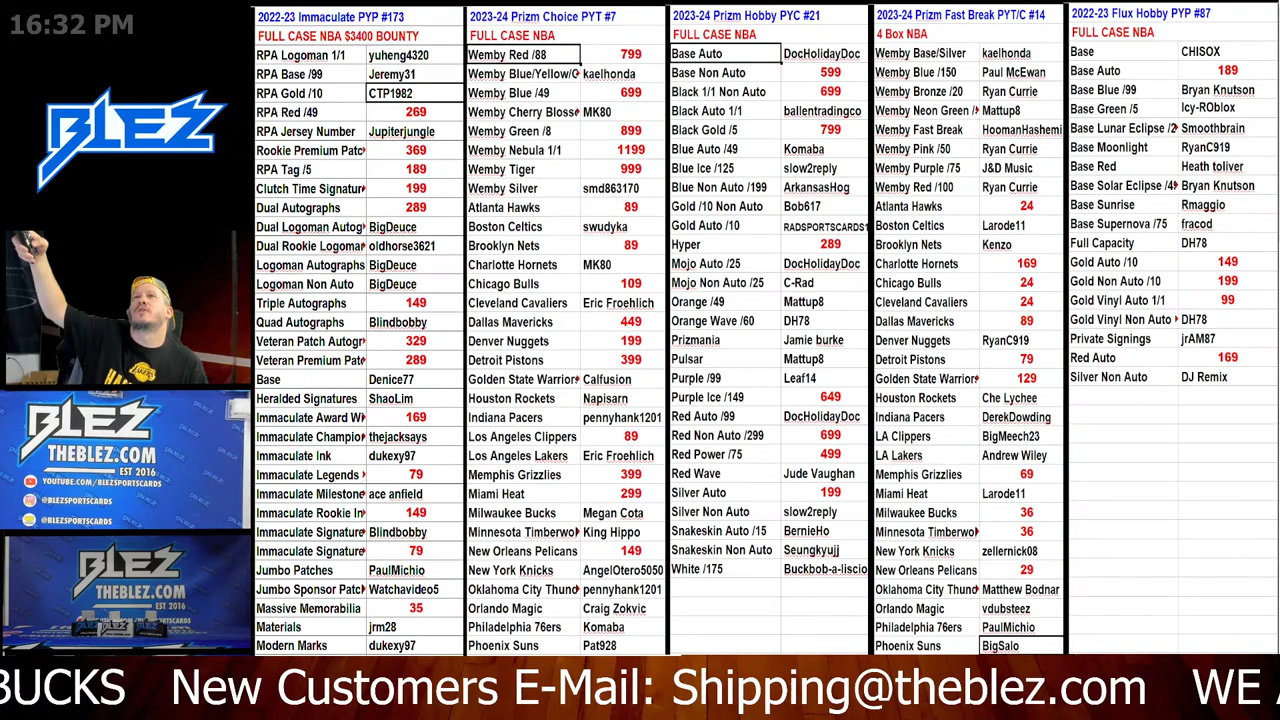 16:32 PM
BLEZ
BLEZ
THEBLEZ.COM
EST 2016
YOUTUBE.COM/BLEZSPORTSCARDS
@BLEZSPORTSCARDS
@BLEZSPORTSCARDS
BLEZ
THEBLEZ.COM
2022-23 Immaculate PYP #173
FULL CASE NBA $3400 BOUNTY
RPA Logoman 1/1 yuheng4320
RPA Base /99 Jeremy31
RPA Gold /10 CTP1982
RPA Red /49 269
RPA Jersey Number Jupiterjungle
Rookie Premium Patc 369
RPA Tag /5 189
Clutch Time Signatur 199
Dual Autographs 289
Dual Logoman Autog BigDeuce
Dual Rookie Logomar oldhorse3621
Logoman Autographs BigDeuce
Logoman Non Auto BigDeuce
Triple Autographs 149
Quad Autographs Blindbobby
Veteran Patch Autogr 329
Veteran Premium Pate 289
Base Denice77
Heralded Signatures ShaoLim
Immaculate Award Wi 169
Immaculate Champio thejacksays
Immaculate Ink dukexy97
Immaculate Legends 79
Immaculate Milestone ace anfield
Immaculate Rookie In 149
Immaculate Signature Blindbobby
Immaculate Signature 79
Jumbo Patches PaulMichio
Jumbo Sponsor Patc Watchavideo5
Massive Memorabilia 35
Materials jrm28
Modern Marks dukexy97
2023-24 Prizm Choice PYT #7
FULL CASE NBA
Wemby Red /88 799
Wemby Blue/Yellow/C kaelhonda
Wemby Blue /49 699
Wemby Cherry Bloss MK80
Wemby Green /8 899
Wemby Nebula 1/1 1199
Wemby Tiger 999
Wemby Silver smd863170
Atlanta Hawks 89
Boston Celtics swudyka
Brooklyn Nets 89
Charlotte Hornets MK80
Chicago Bulls 109
Cleveland Cavaliers Eric Froehlich
Dallas Mavericks 449
Denver Nuggets 199
Detroit Pistons 399
Golden State Warrior Calfusion
Houston Rockets Napisarn
Indiana Pacers pennyhank1201
Los Angeles Clippers 89
Los Angeles Lakers Eric Froehlich
Memphis Grizzlies 399
Miami Heat 299
Milwaukee Bucks Megan Cota
Minnesota Timberwo King Hippo
New Orleans Pelicans 149
New York Knicks AngelOtero5050
Oklahoma City Thun pennyhank1201
Orlando Magic Craig Zokvic
Philadelphia 76ers Komaba
Phoenix Suns Pat928
2023-24 Prizm Hobby PYC #21
FULL CASE NBA
Base Auto DocHolidayDoc
Base Non Auto 599
Black 1/1 Non Auto 699
Black Auto 1/1 ballentradingco
Black Gold /5 799
Blue Auto /49 Komaba
Blue Ice /125 slow2reply
Blue Non Auto /199 ArkansasHog
Gold /10 Non Auto Bob617
Gold Auto /10 RADSPORTSCARDS1
Hyper 289
Mojo Auto /25 DocHolidayDoc
Mojo Non Auto /25 C-Rad
Orange /49 Mattup8
Orange Wave /60 DH78
Prizmania Jamie burke
Pulsar Mattup8
Purple /99 Leaf14
Purple Ice /149 649
Red Auto /99 DocHolidayDoc
Red Non Auto /299 699
Red Power /75 499
Red Wave Jude Vaughan
Silver Auto 199
Silver Non Auto slow2reply
Snakeskin Auto /15 BernieHo
Snakeskin Non Auto Seungkyujj
White /175 Buckbob-a-liscio
2023-24 Prizm Fast Break PYT/C #14
4 Box NBA
Wemby Base/Silver kaelhonda
Wemby Blue /150 Paul McEwan
Wemby Bronze /20 Ryan Currie
Wemby Neon Green / Mattup8
Wemby Fast Break HoomanHashemi
Wemby Pink /50 Ryan Currie
Wemby Purple /75 J&D Music
Wemby Red /100 Ryan Currie
Atlanta Hawks 24
Boston Celtics Larode11
Brooklyn Nets Kenzo
Charlotte Hornets 169
Chicago Bulls 24
Cleveland Cavaliers 24
Dallas Mavericks 89
Denver Nuggets RyanC919
Detroit Pistons 79
Golden State Warrior 129
Houston Rockets Che Lychee
Indiana Pacers DerekDowding
LA Clippers BigMeech23
LA Lakers Andrew Wiley
Memphis Grizzlies 69
Miami Heat Larode11
Milwaukee Bucks 36
Minnesota Timberwo 36
New York Knicks zellernick08
New Orleans Pelicans 29
Oklahoma City Thun Matthew Bodnar
Orlando Magic vdubsteez
Philadelphia 76ers PaulMichio
Phoenix Suns BigSalo
2022-23 Flux Hobby PYP #87
FULL CASE NBA
Base CHISOX
Base Auto 189
Base Blue /99 Bryan Knutson
Base Green /5 Icy-ROblox
Base Lunar Eclipse /2 Smoothbrain
Base Moonlight RyanC919
Base Red Heath toliver
Base Solar Eclipse /4 Bryan Knutson
Base Sunrise Rmaggio
Base Supernova /75 fracod
Full Capacity DH78
Gold Auto /10 149
Gold Non Auto /10 199
Gold Vinyl Auto 1/1 99
Gold Vinyl Non Auto DH78
Private Signings jrAM87
Red Auto 169
Silver Non Auto DJ Remix
BUCKS New Customers E-Mail: Shipping@theblez.com WE